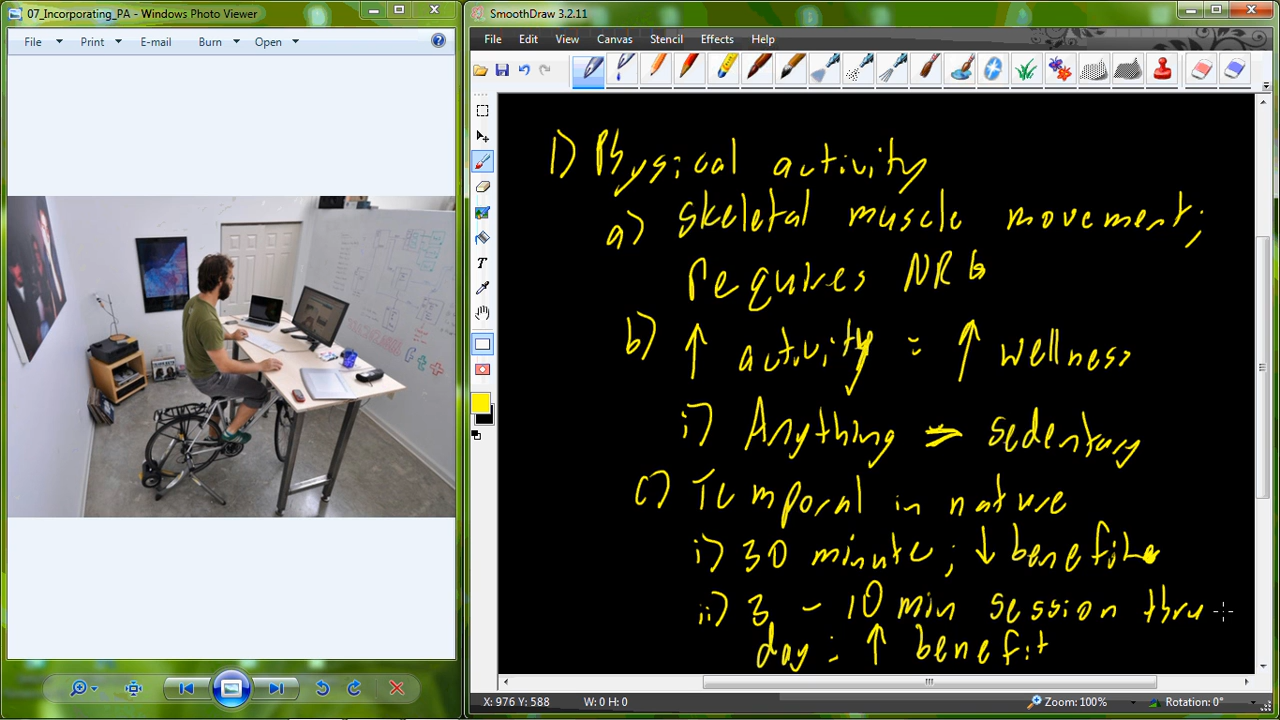 07_Incorporating_PA - Windows Photo Viewer
File Print E-mail Burn Open
SmoothDraw 3.2.11
File Edit View Canvas Stencil Effects Help
1) Physical activity
a) skeletal muscle movement;
requires NRG
b) ↑ activity = ↑ wellness
i) Anything = sedentary
c) Temporal in nature
i) 30 minute; ↓ benefit
ii) 3 - 10 min session thru
day = ↑ benefit
X: 976 Y: 588 W: 0 H: 0 Zoom: 100% Rotation: 0°